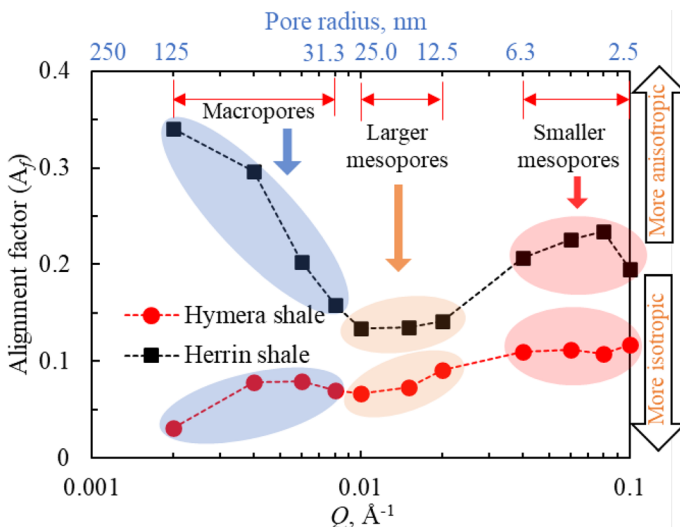 Pore radius, nm
250 125 31.3 25.0 12.5 6.3 2.5
0.4
0.3
0.2
0.1
0
Alignment factor (Af)
Macropores
Larger
mesopores
Smaller
mesopores
Hymera shale
Herrin shale
More anisotropic
More isotropic
0.001 0.01 0.1
Q, Å-1